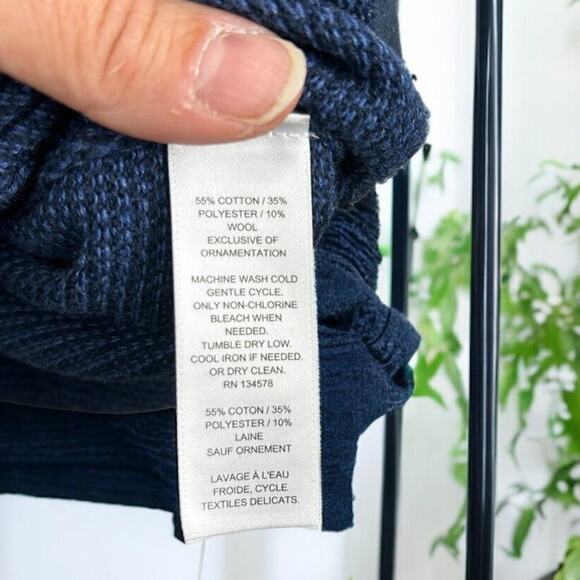 55% COTTON / 35%
POLYESTER / 10%
WOOL
EXCLUSIVE OF
ORNAMENTATION
MACHINE WASH COLD
GENTLE CYCLE.
ONLY NON-CHLORINE
BLEACH WHEN
NEEDED.
TUMBLE DRY LOW.
COOL IRON IF NEEDED.
OR DRY CLEAN.
RN 134578
55% COTTON / 35%
POLYESTER / 10%
LAINE
SAUF ORNEMENT
LAVAGE À L'EAU
FROIDE, CYCLE
TEXTILES DELICATS.